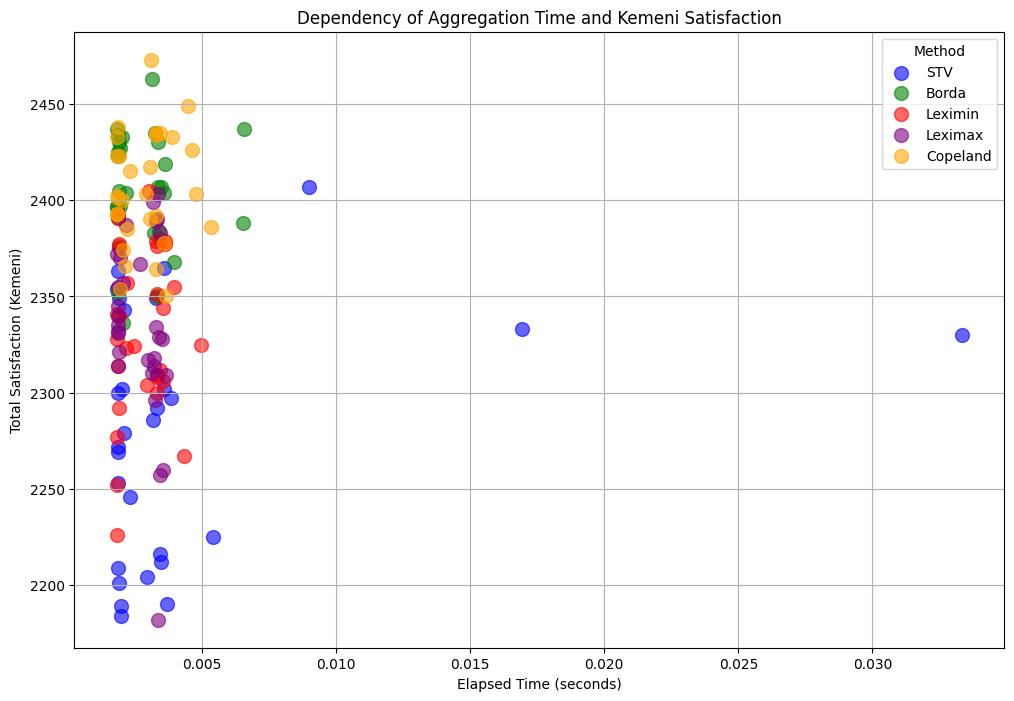 Dependency of Aggregation Time and Kemeni Satisfaction
Method
STV
Borda
Leximin
Leximax
Copeland
Total Satisfaction (Kemeni)
2450
2400
2350
2300
2250
2200
0.005
0.010
0.015
0.020
0.025
0.030
Elapsed Time (seconds)